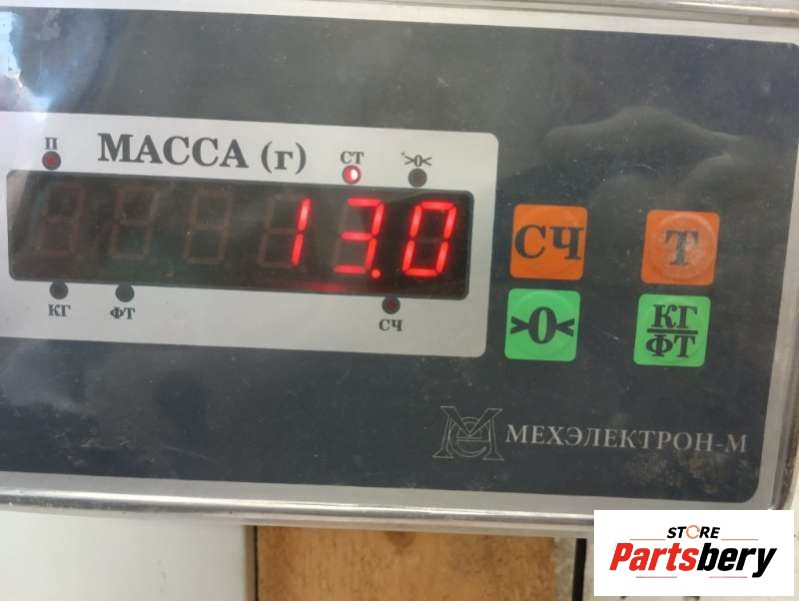 П МАССА (г) СТ >0<
13.0
КГ ФТ СЧ
СЧ Т
>0< КГ/ФТ
МЕХЭЛЕКТРОН-М
STORE
Partsbery